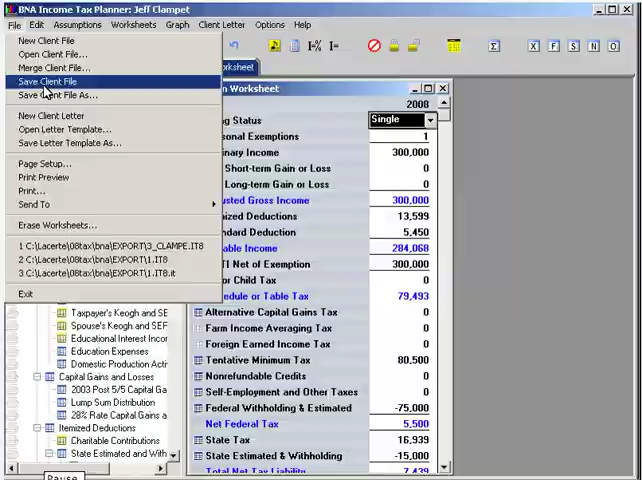 BNA Income Tax Planner: Jeff Clampet
File Edit Assumptions Worksheets Graph Client Letter Options Help
New Client File
Open Client File...
Merge Client File...
Save Client File
Save Client File As...
New Client Letter
Open Letter Template...
Save Letter Template As...
Page Setup...
Print Preview
Print...
Send To
Erase Worksheets...
1 C:\Lacerte\08tax\bna\EXPORT\3_CLAMPE.IT8
2 C:\Lacerte\08tax\bna\EXPORT\1.IT8
3 C:\Lacerte\08tax\bna\EXPORT\1.IT8.it
Exit
Taxpayer's Keogh and SE
Spouse's Keogh and SEF
Educational Interest Incor
Education Expenses
Domestic Production Acti
Capital Gains and Losses
2003 Post 5/5 Capital Ga
Lump Sum Distribution
28% Rate Capital Gains a
Itemized Deductions
Charitable Contributions
State Estimated and With
Pause
I-% I=
Σ F S N O
rksheet
n Worksheet
2008
ng Status Single
sonal Exemptions 1
inary Income 300,000
Short-term Gain or Loss 0
Long-term Gain or Loss 0
usted Gross Income 300,000
nized Deductions 13,599
ndard Deduction 5,450
able Income 284,068
TI Net of Exemption 300,000
or Child Tax 0
edule or Table Tax 79,493
Alternative Capital Gains Tax 0
Farm Income Averaging Tax 0
Foreign Earned Income Tax 0
Tentative Minimum Tax 80,500
Nonrefundable Credits 0
Self-Employment and Other Taxes 0
Federal Withholding & Estimated -75,000
Net Federal Tax 5,500
State Tax 16,939
State Withholding & Estimated -15,000
Total Net Tax Liability 7,439